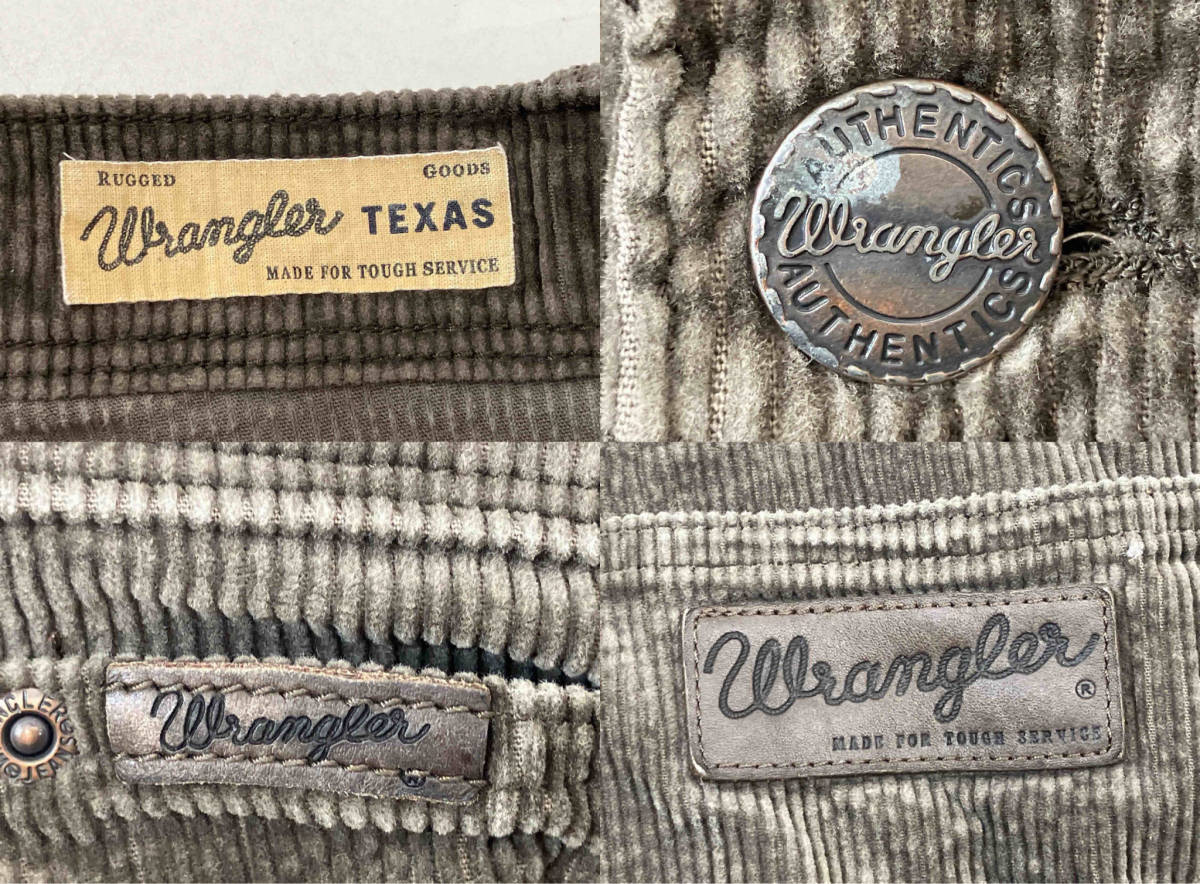 RUGGED GOODS
Wrangler TEXAS
MADE FOR TOUGH SERVICE
AUTHENTICS
Wrangler
AUTHENTICS
Wrangler
®
Wrangler
®
MADE FOR TOUGH SERVICE